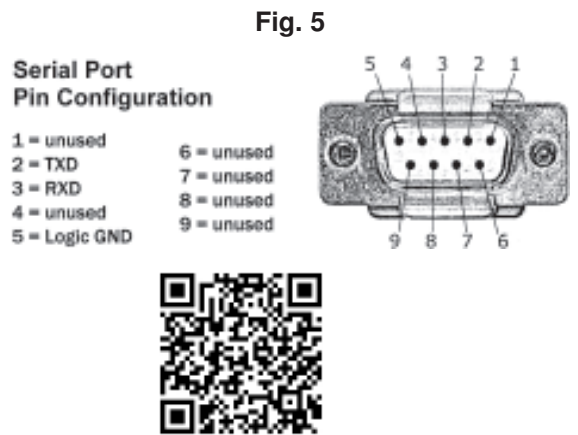 Fig. 5
Serial Port
Pin Configuration
1 = unused
2 = TXD
3 = RXD
4 = unused
5 = Logic GND
6 = unused
7 = unused
8 = unused
9 = unused
5 4 3 2 1
9 8 7 6